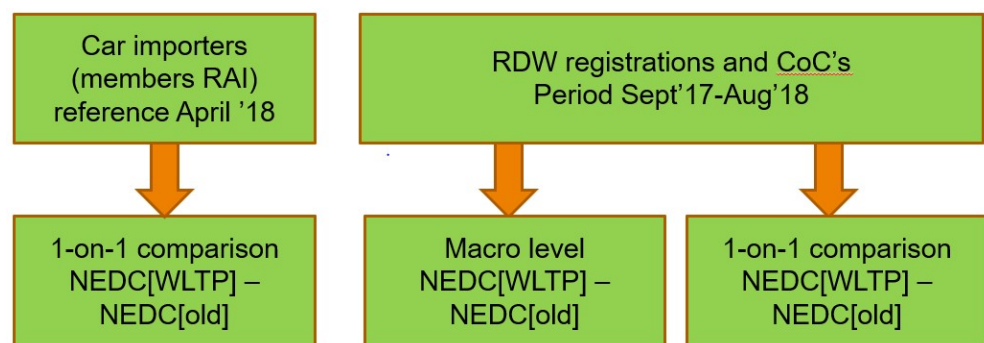 Car importers
(members RAI)
reference April ’18
RDW registrations and CoC’s
Period Sept’17-Aug’18
1-on-1 comparison
NEDC[WLTP] –
NEDC[old]
Macro level
NEDC[WLTP] –
NEDC[old]
1-on-1 comparison
NEDC[WLTP] –
NEDC[old]